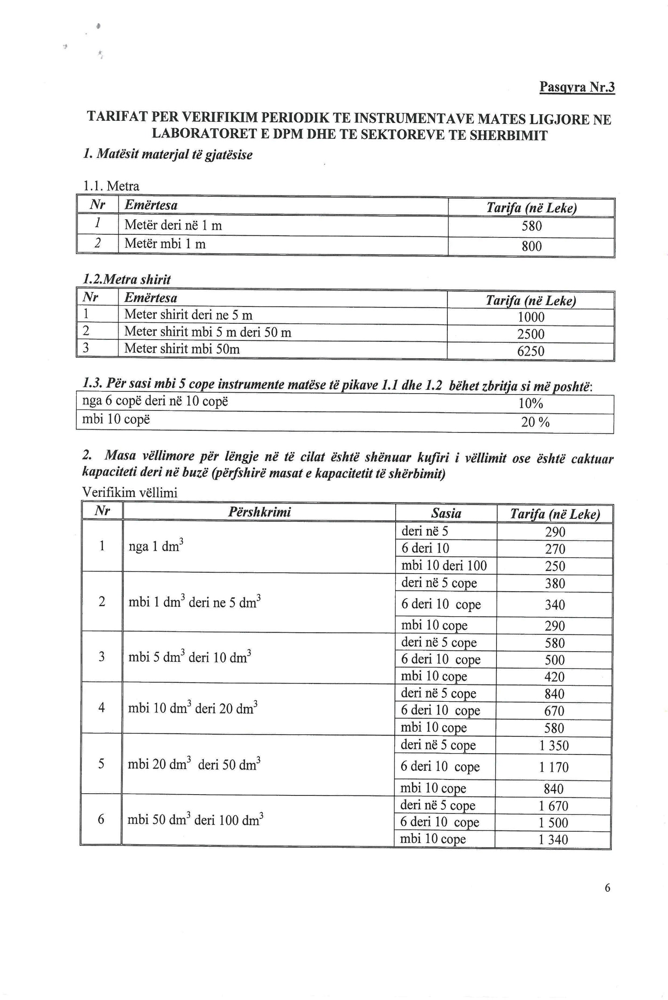 Pasqyra Nr.3
TARIFAT PER VERIFIKIM PERIODIK TE INSTRUMENTAVE MATES LIGJORE NE
LABORATORET E DPM DHE TE SEKTOREVE TE SHERBIMIT
1. Matësit materjal të gjatësise
1.1. Metra
Nr Emërtesa Tarifa (në Leke)
1 Metër deri në 1 m 580
2 Metër mbi 1 m 800
1.2.Metra shirit
Nr Emërtesa Tarifa (në Leke)
1 Meter shirit deri ne 5 m 1000
2 Meter shirit mbi 5 m deri 50 m 2500
3 Meter shirit mbi 50m 6250
1.3. Për sasi mbi 5 cope instrumente matëse të pikave 1.1 dhe 1.2 bëhet zbritja si më poshtë:
nga 6 copë deri në 10 copë 10%
mbi 10 copë 20 %
2. Masa vëllimore për lëngje në të cilat është shënuar kufiri i vëllimit ose është caktuar
kapaciteti deri në buzë (përfshirë masat e kapacitetit të shërbimit)
Verifikim vëllimi
Nr Përshkrimi Sasia Tarifa (në Leke)
deri në 5 290
1 nga 1 dm³ 6 deri 10 270
mbi 10 deri 100 250
deri në 5 cope 380
2 mbi 1 dm³ deri ne 5 dm³ 6 deri 10 cope 340
mbi 10 cope 290
deri në 5 cope 580
3 mbi 5 dm³ deri 10 dm³ 6 deri 10 cope 500
mbi 10 cope 420
deri në 5 cope 840
4 mbi 10 dm³ deri 20 dm³ 6 deri 10 cope 670
mbi 10 cope 580
deri në 5 cope 1 350
5 mbi 20 dm³ deri 50 dm³ 6 deri 10 cope 1 170
mbi 10 cope 840
deri në 5 cope 1 670
6 mbi 50 dm³ deri 100 dm³ 6 deri 10 cope 1 500
mbi 10 cope 1 340
6